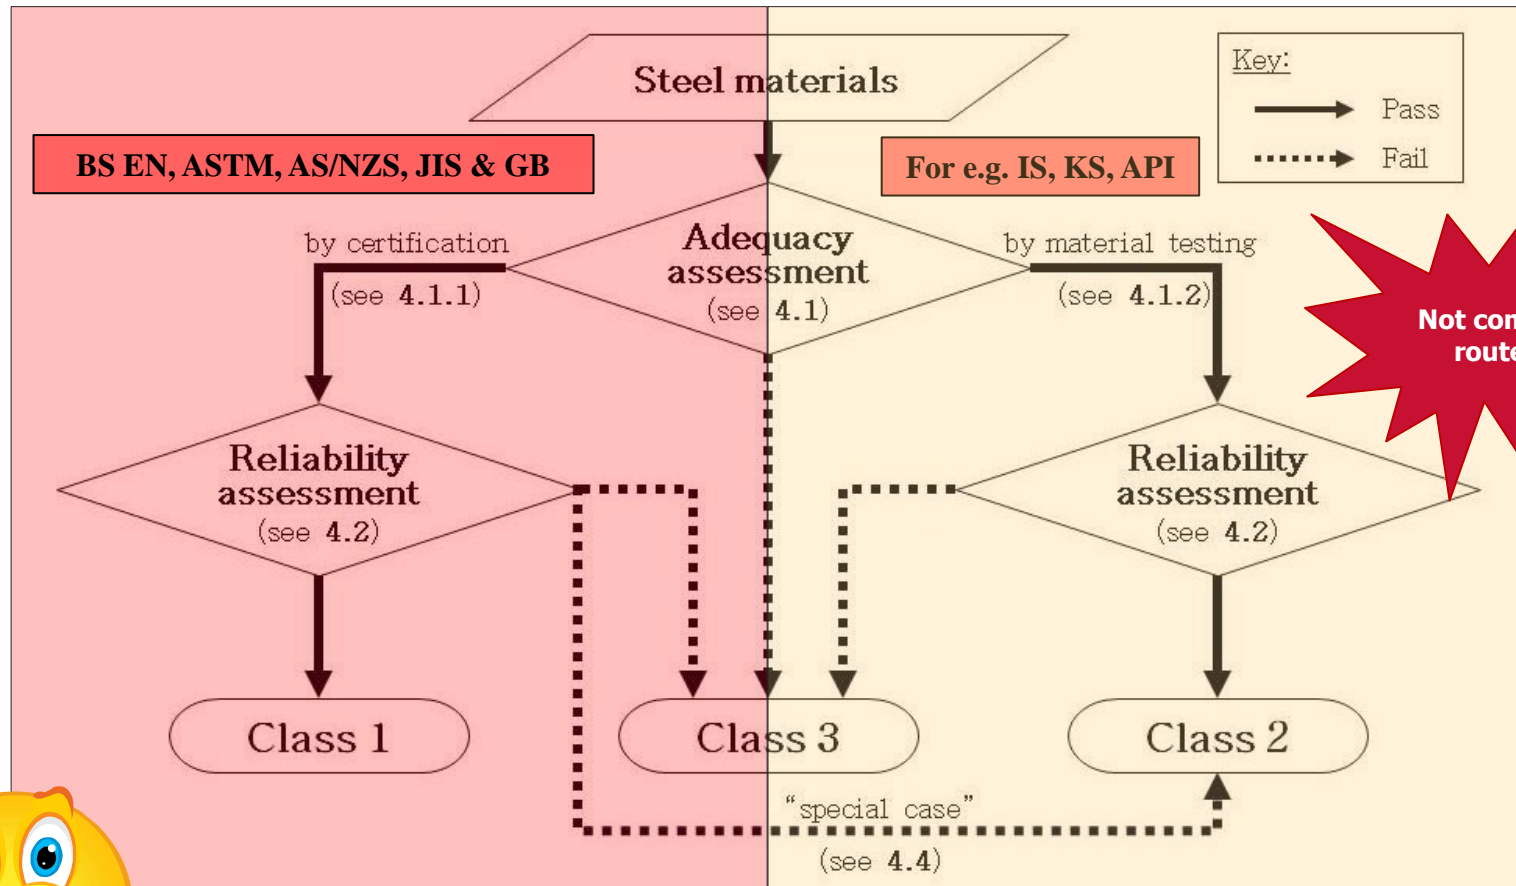 Steel materials
Key:
Pass
Fail
BS EN, ASTM, AS/NZS, JIS & GB
For e.g. IS, KS, API
by certification
(see 4.1.1)
Adequacy
assessment
(see 4.1)
by material testing
(see 4.1.2)
Not
Reliability
assessment
(see 4.2)
Reliability
assessment
(see 4.2)
Class 1
Class 3
Class 2
“special case”
(see 4.4)